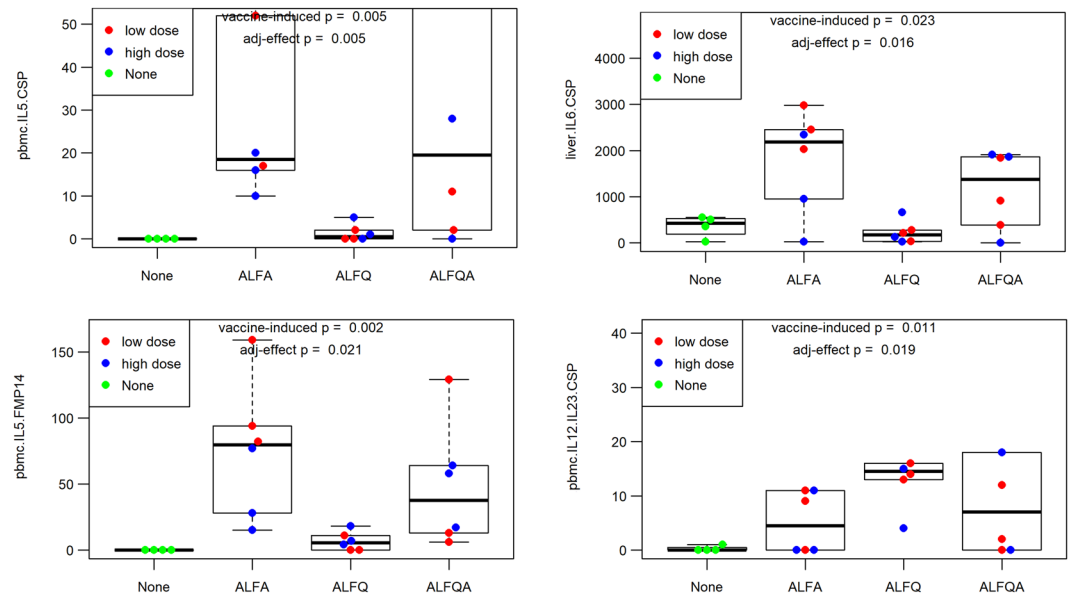 vaccine-induced p = 0.005
adj-effect p = 0.005
low dose
high dose
None
pbmc.IL5.CSP
50
40
30
20
10
0
None ALFA ALFQ ALFQA
vaccine-induced p = 0.023
adj-effect p = 0.016
low dose
high dose
None
liver.IL6.CSP
4000
3000
2000
1000
0
None ALFA ALFQ ALFQA
vaccine-induced p = 0.002
adj-effect p = 0.021
low dose
high dose
None
pbmc.IL5.FMP14
150
100
50
0
None ALFA ALFQ ALFQA
vaccine-induced p = 0.011
adj-effect p = 0.019
low dose
high dose
None
pbmc.IL12.IL23.CSP
40
30
20
10
0
None ALFA ALFQ ALFQA